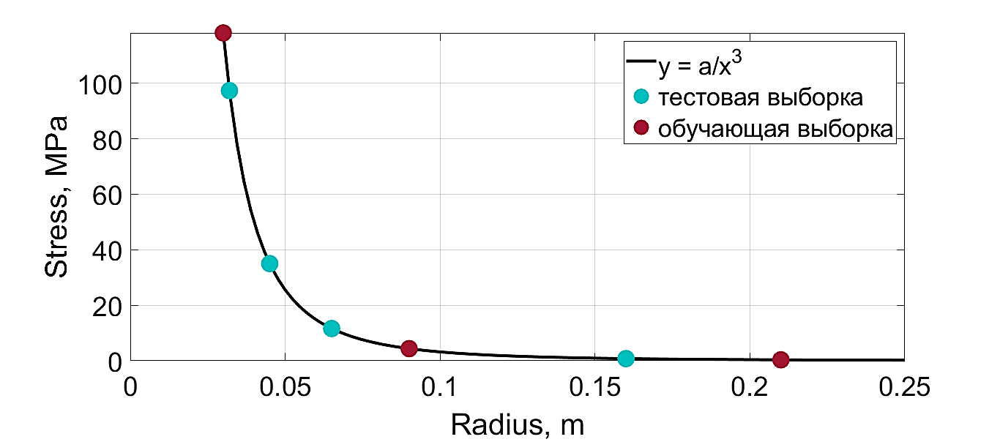 y = a/x³
тестовая выборка
обучающая выборка
100
80
60
40
20
0
Stress, MPa
0 0.05 0.1 0.15 0.2 0.25
Radius, m